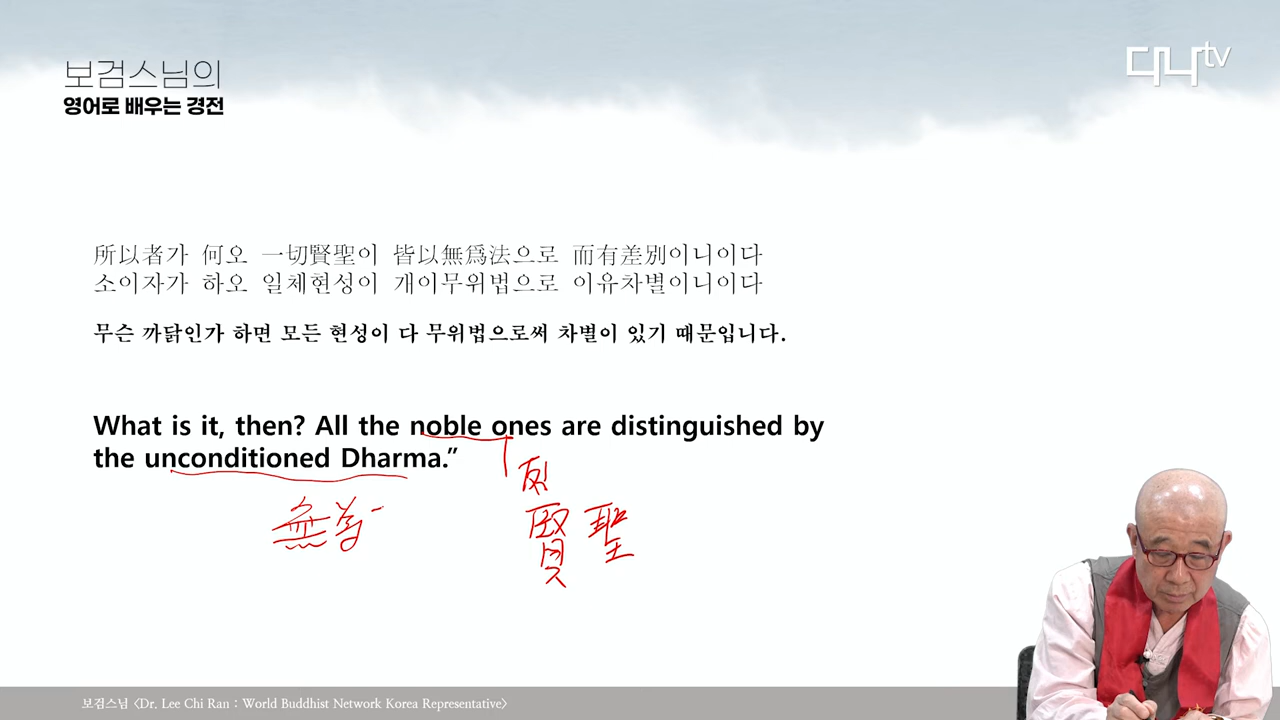 보검스님의
영어로 배우는 경전
다나tv
所以者가 何오 一切賢聖이 皆以無爲法으로 而有差別이니이다
소이자가 하오 일체현성이 개이무위법으로 이유차별이니이다
무슨 까닭인가 하면 모든 현성이 다 무위법으로써 차별이 있기 때문입니다.
What is it, then? All the noble ones are distinguished by
the unconditioned Dharma.”
無爲
賢聖
보검스님 <Dr. Lee Chi Ran : World Buddhist Network Korea Representative>